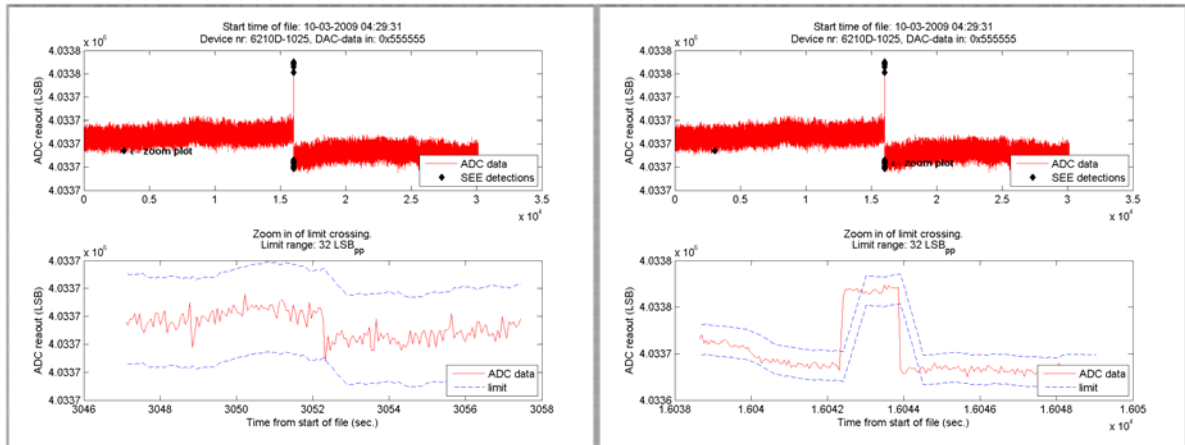 Start time of file: 10-03-2009 04:29:31
Device nr: 6210D-1025, DAC-data in: 0x555555
x 10^6
ADC reaout (LSB)
4.0338
4.0338
4.0337
4.0337
4.0337
4.0337
4.0337
zoom plot
ADC data
SEE detections
0 0.5 1 1.5 2 2.5 3 3.5
x 10^4
Zoom in of limit crossing.
Limit range: 32 LSB_pp
x 10^6
ADC reaout (LSB)
4.0337
4.0337
4.0337
4.0337
4.0337
4.0337
ADC data
limit
3046 3048 3050 3052 3054 3056 3058
Time from start of file (sec.)
Start time of file: 10-03-2009 04:29:31
Device nr: 6210D-1025, DAC-data in: 0x555555
x 10^6
ADC reaout (LSB)
4.0338
4.0338
4.0337
4.0337
4.0337
4.0337
4.0337
zoom plot
ADC data
SEE detections
0 0.5 1 1.5 2 2.5 3 3.5
x 10^4
Zoom in of limit crossing.
Limit range: 32 LSB_pp
x 10^6
ADC reaout (LSB)
4.0338
4.0338
4.0337
4.0336
ADC data
limit
1.6038 1.604 1.6042 1.6044 1.6046 1.6048 1.605
x 10^4
Time from start of file (sec.)